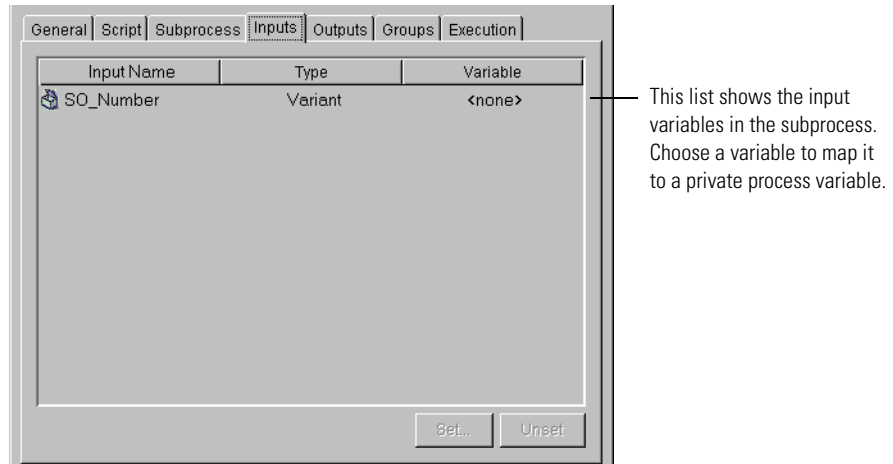 General Script Subprocess Inputs Outputs Groups Execution
Input Name Type Variable
SO_Number Variant <none>
This list shows the input
variables in the subprocess.
Choose a variable to map it
to a private process variable.
Set... Unset